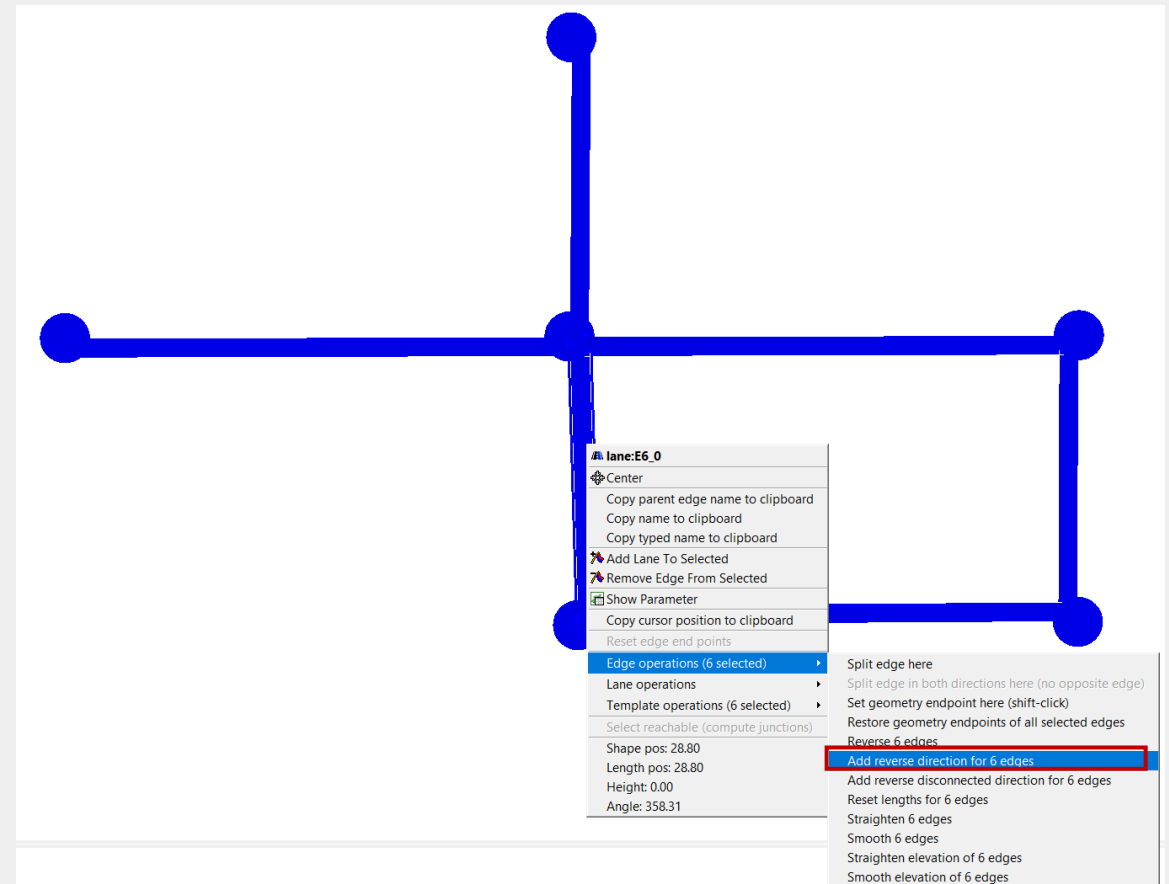 lane:E6_0
Center
Copy parent edge name to clipboard
Copy name to clipboard
Copy typed name to clipboard
Add Lane To Selected
Remove Edge From Selected
Show Parameter
Copy cursor position to clipboard
Reset edge end points
Edge operations (6 selected)
Lane operations
Template operations (6 selected)
Select reachable (compute junctions)
Shape pos: 28.80
Length pos: 28.80
Height: 0.00
Angle: 358.31
Split edge here
Split edge in both directions here (no opposite edge)
Set geometry endpoint here (shift-click)
Restore geometry endpoints of all selected edges
Reverse 6 edges
Add reverse direction for 6 edges
Add reverse disconnected direction for 6 edges
Reset lengths for 6 edges
Straighten 6 edges
Smooth 6 edges
Straighten elevation of 6 edges
Smooth elevation of 6 edges